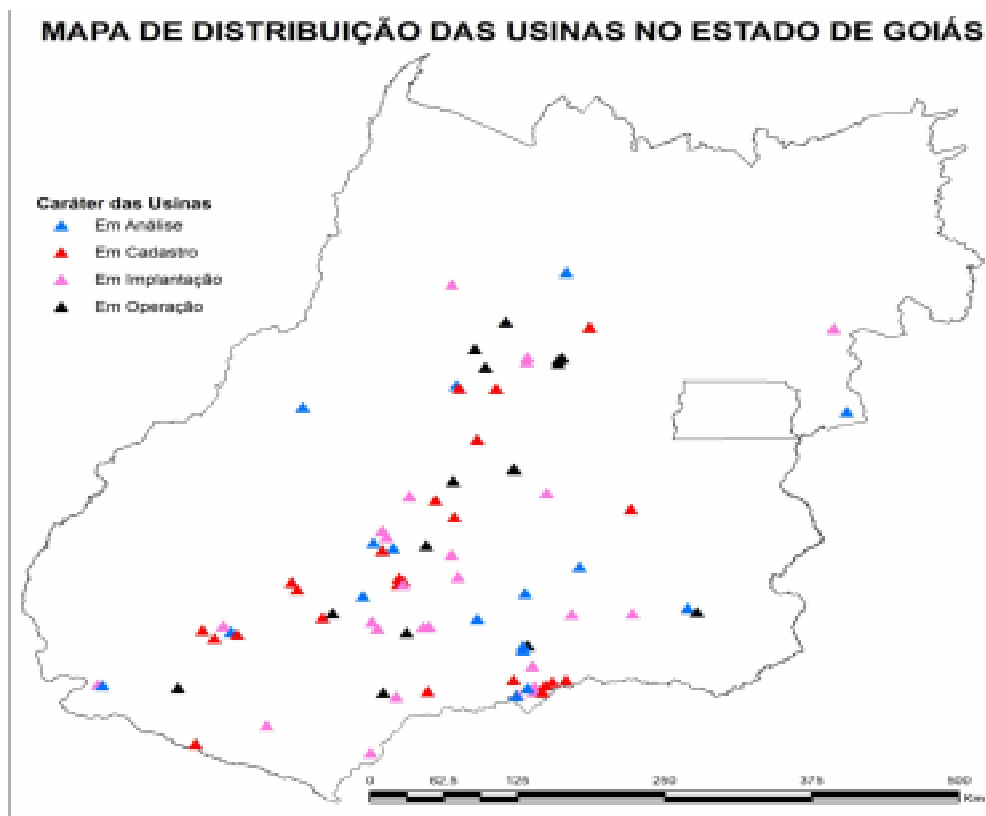 MAPA DE DISTRIBUIÇÃO DAS USINAS NO ESTADO DE GOIÁS
Caráter das Usinas
Em Análise
Em Cadastro
Em Implantação
Em Operação
0 62.5 125 250 375 500
Km